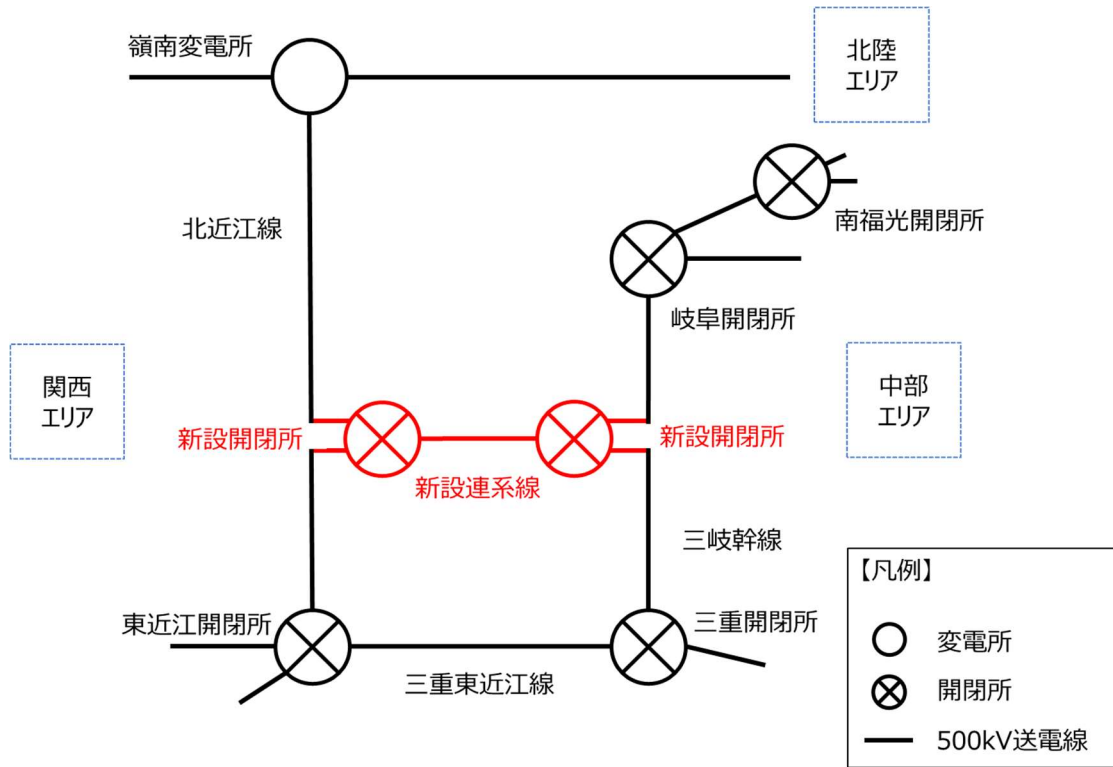 嶺南変電所
北陸
エリア
北近江線
南福光開閉所
岐阜開閉所
関西
エリア
中部
エリア
新設開閉所
新設開閉所
新設連系線
三岐幹線
【凡例】
東近江開閉所
三重開閉所
変電所
三重東近江線
開閉所
500kV送電線